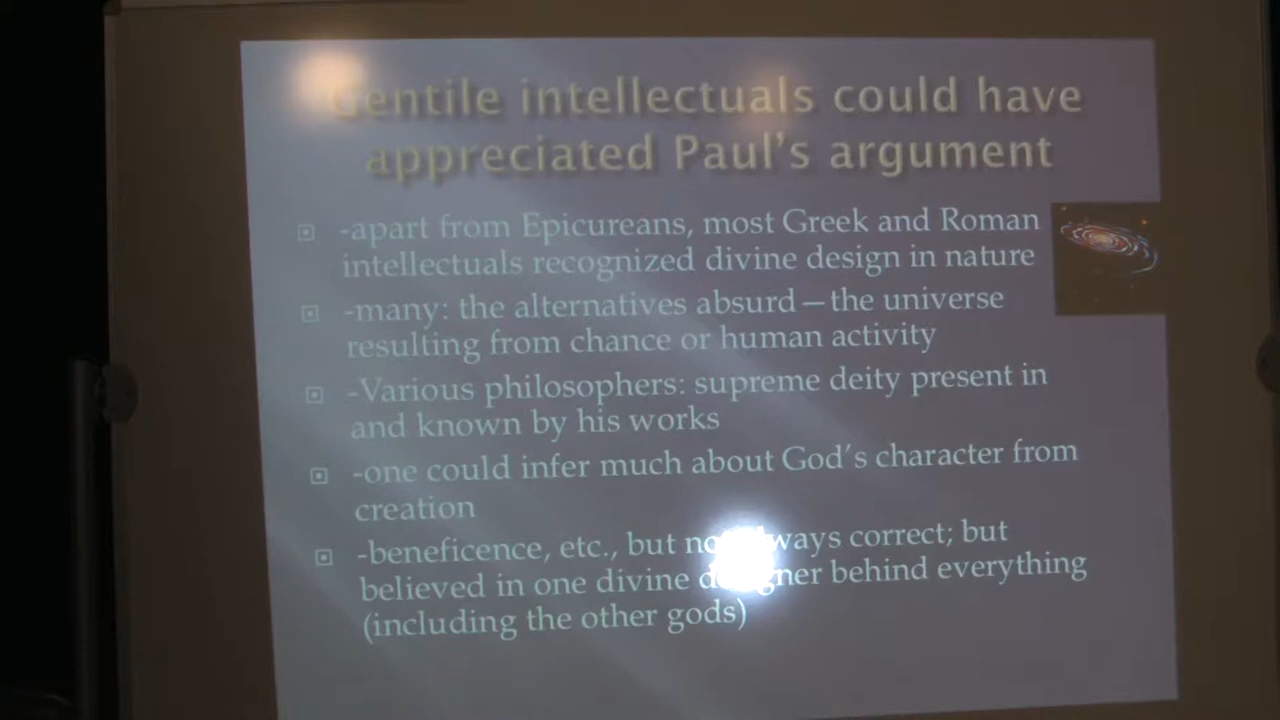 Gentile intellectuals could have
appreciated Paul's argument
-apart from Epicureans, most Greek and Roman
intellectuals recognized divine design in nature
-many: the alternatives absurd—the universe
resulting from chance or human activity
-Various philosophers: supreme deity present in
and known by his works
-one could infer much about God's character from
creation
-beneficence, etc., but not always correct; but
believed in one divine designer behind everything
(including the other gods)